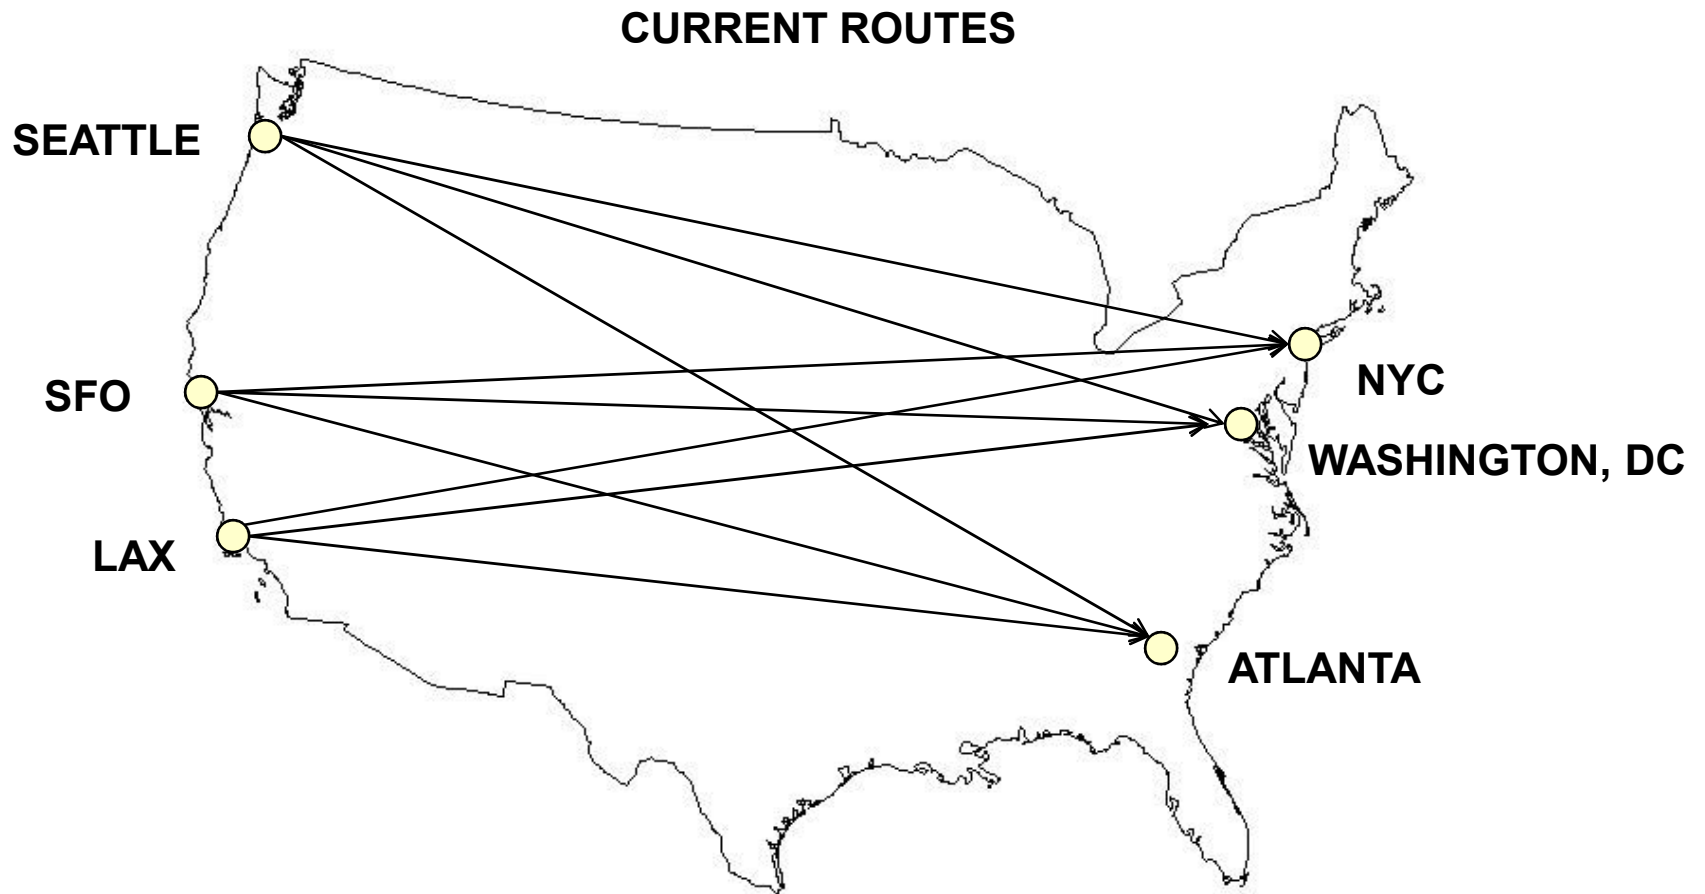 CURRENT ROUTES
SEATTLE
SFO
NYC
WASHINGTON, DC
LAX
ATLANTA